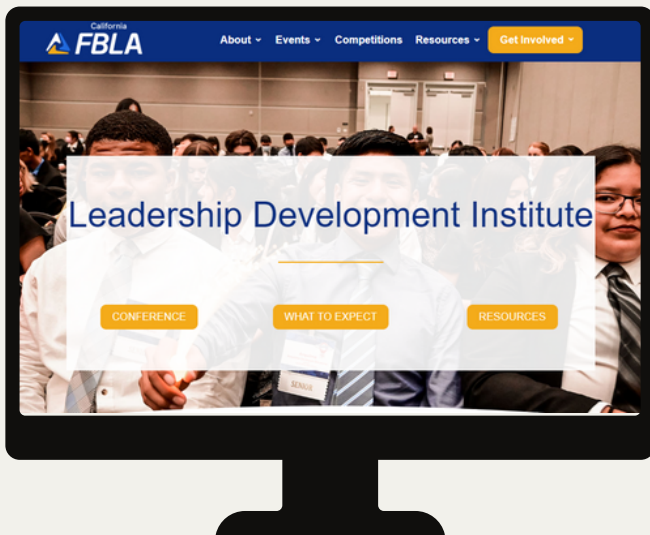 California
FBLA
About
Events
Competitions
Resources
Get Involved
Leadership Development Institute
CONFERENCE
WHAT TO EXPECT
RESOURCES
SENIOR